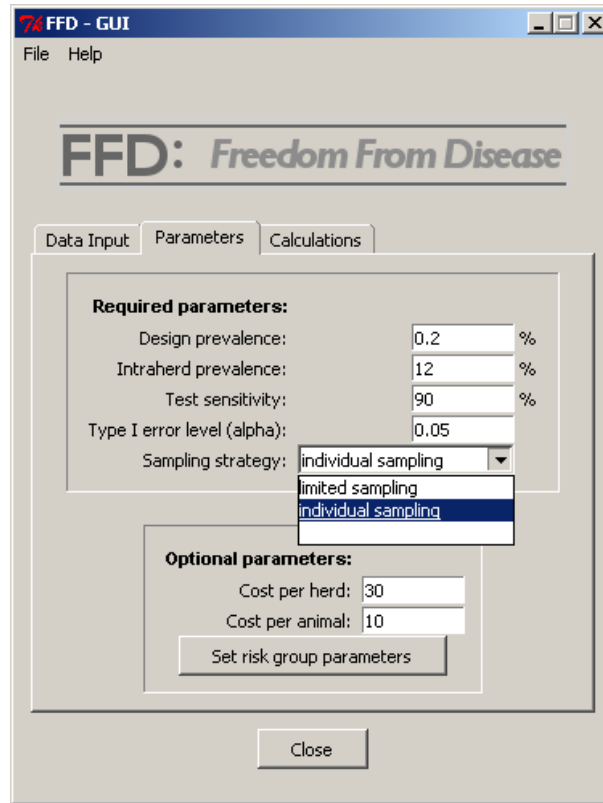 FFD - GUI
File Help
FFD: Freedom From Disease
Data Input Parameters Calculations
Required parameters:
Design prevalence: 0.2 %
Intraherd prevalence: 12 %
Test sensitivity: 90 %
Type I error level (alpha): 0.05
Sampling strategy: individual sampling
limited sampling
individual sampling
Optional parameters:
Cost per herd: 30
Cost per animal: 10
Set risk group parameters
Close